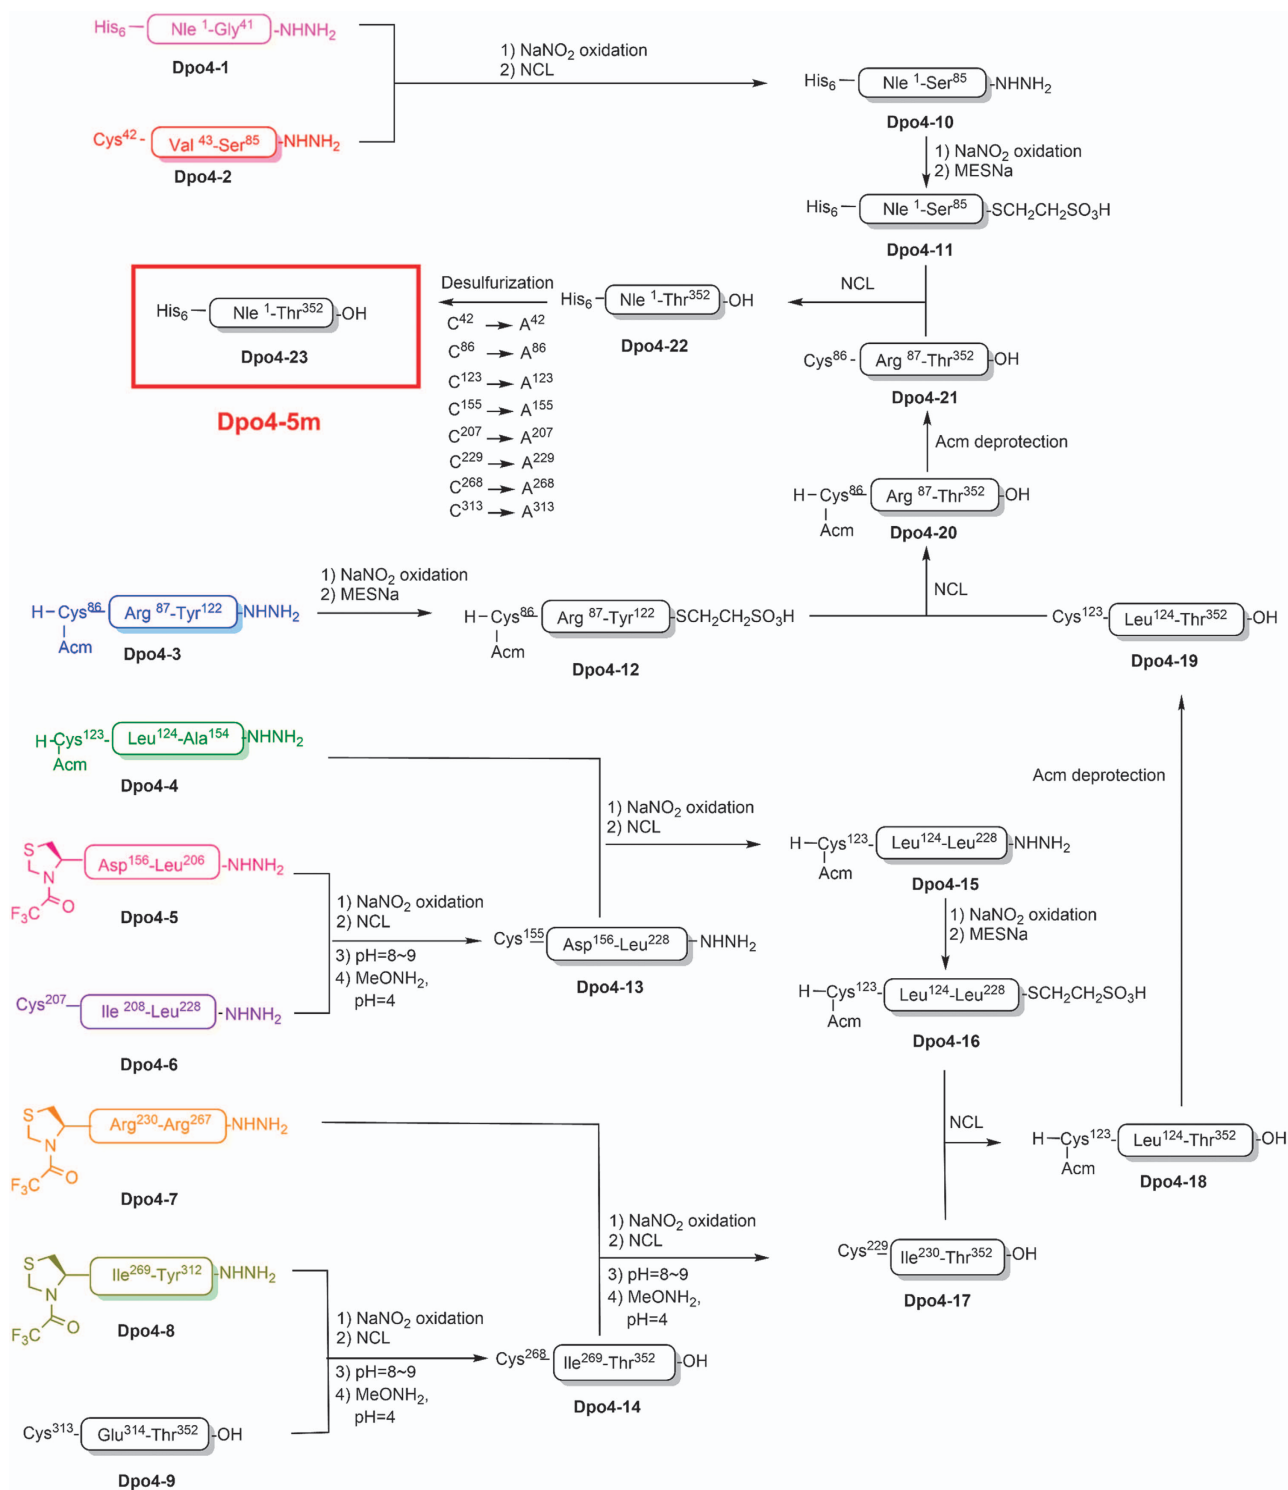 His₆— Nle ¹-Gly⁴¹ -NHNH₂
Dpo4-1
Cys⁴²- Val ⁴³-Ser⁸⁵ -NHNH₂
Dpo4-2
1) NaNO₂ oxidation
2) NCL
His₆— Nle ¹-Ser⁸⁵ -NHNH₂
Dpo4-10
1) NaNO₂ oxidation
2) MESNa
His₆— Nle ¹-Ser⁸⁵ -SCH₂CH₂SO₃H
Dpo4-11
NCL
Cys⁸⁶- Arg ⁸⁷-Thr³⁵² -OH
Dpo4-21
His₆— Nle ¹-Thr³⁵² -OH
Dpo4-22
Desulfurization
C⁴² → A⁴²
C⁸⁶ → A⁸⁶
C¹²³ → A¹²³
C¹⁵⁵ → A¹⁵⁵
C²⁰⁷ → A²⁰⁷
C²²⁹ → A²²⁹
C²⁶⁸ → A²⁶⁸
C³¹³ → A³¹³
His₆— Nle ¹-Thr³⁵² -OH
Dpo4-23
Dpo4-5m
Acm deprotection
H-Cys⁸⁶- Arg ⁸⁷-Thr³⁵² -OH
Acm
Dpo4-20
NCL
H-Cys⁸⁶- Arg ⁸⁷-Tyr¹²² -NHNH₂
Acm
Dpo4-3
1) NaNO₂ oxidation
2) MESNa
H-Cys⁸⁶- Arg ⁸⁷-Tyr¹²² -SCH₂CH₂SO₃H
Acm
Dpo4-12
Cys¹²³- Leu¹²⁴-Thr³⁵² -OH
Dpo4-19
H-Cys¹²³- Leu¹²⁴-Ala¹⁵⁴ -NHNH₂
Acm
Dpo4-4
Acm deprotection
1) NaNO₂ oxidation
2) NCL
H-Cys¹²³- Leu¹²⁴-Leu²²⁸ -NHNH₂
Acm
Dpo4-15
S
N
F₃C
O
Asp¹⁵⁶-Leu²⁰⁶ -NHNH₂
Dpo4-5
1) NaNO₂ oxidation
2) NCL
3) pH=8~9
4) MeONH₂,
pH=4
Cys¹⁵⁵- Asp¹⁵⁶-Leu²²⁸ -NHNH₂
Dpo4-13
1) NaNO₂ oxidation
2) MESNa
Cys²⁰⁷- Ile ²⁰⁸-Leu²²⁸ -NHNH₂
Dpo4-6
H-Cys¹²³- Leu¹²⁴-Leu²²⁸ -SCH₂CH₂SO₃H
Acm
Dpo4-16
S
N
F₃C
O
Arg²³⁰-Arg²⁶⁷ -NHNH₂
Dpo4-7
NCL
H-Cys¹²³- Leu¹²⁴-Thr³⁵² -OH
Acm
Dpo4-18
1) NaNO₂ oxidation
2) NCL
3) pH=8~9
4) MeONH₂,
pH=4
Cys²²⁹- Ile²³⁰-Thr³⁵² -OH
Dpo4-17
S
N
F₃C
O
Ile²⁶⁹-Tyr³¹² -NHNH₂
Dpo4-8
1) NaNO₂ oxidation
2) NCL
3) pH=8~9
4) MeONH₂,
pH=4
Cys²⁶⁸- Ile²⁶⁹-Thr³⁵² -OH
Dpo4-14
Cys³¹³- Glu³¹⁴-Thr³⁵² -OH
Dpo4-9